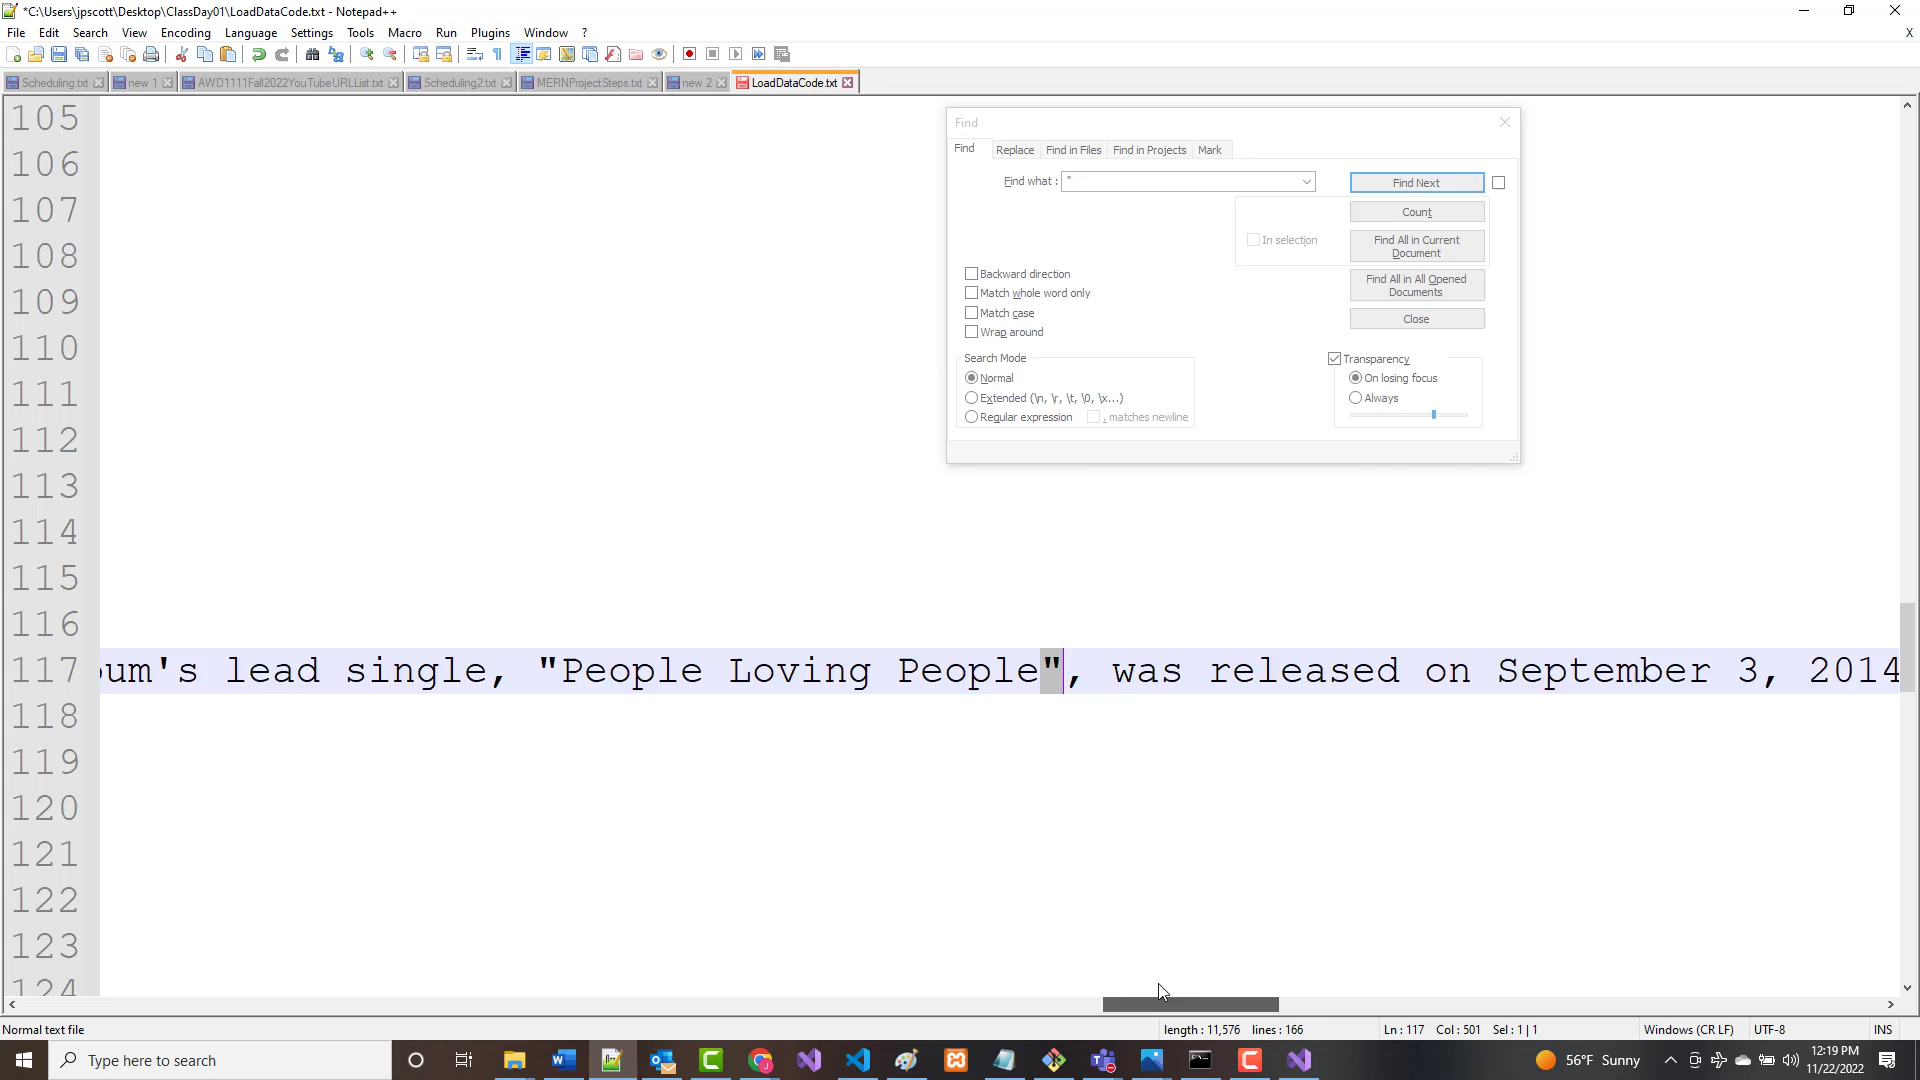 *C:\Users\jpscott\Desktop\ClassDay01\LoadDataCode.txt - Notepad++
File Edit Search View Encoding Language Settings Tools Macro Run Plugins Window ? X
Scheduling.txt new 1 AWD1111Fall2022YouTubeURLList.txt Scheduling2.txt MERNProjectSteps.txt new 2 LoadDataCode.txt
105
106
107
108
109
110
111
112
113
114
115
116
117 bum's lead single, "People Loving People", was released on September 3, 2014
118
119
120
121
122
123
124
Find
Find Replace Find in Files Find in Projects Mark
Find what : " Find Next
Count
In selection Find All in Current Document
Backward direction
Match whole word only Find All in All Opened Documents
Match case
Wrap around Close
Search Mode Transparency
Normal On losing focus
Extended (\n, \r, \t, \0, \x...) Always
Regular expression . matches newline
Normal text file length : 11,576 lines : 166 Ln : 117 Col : 501 Sel : 1 | 1 Windows (CR LF) UTF-8 INS
Type here to search 56°F Sunny 12:19 PM
11/22/2022